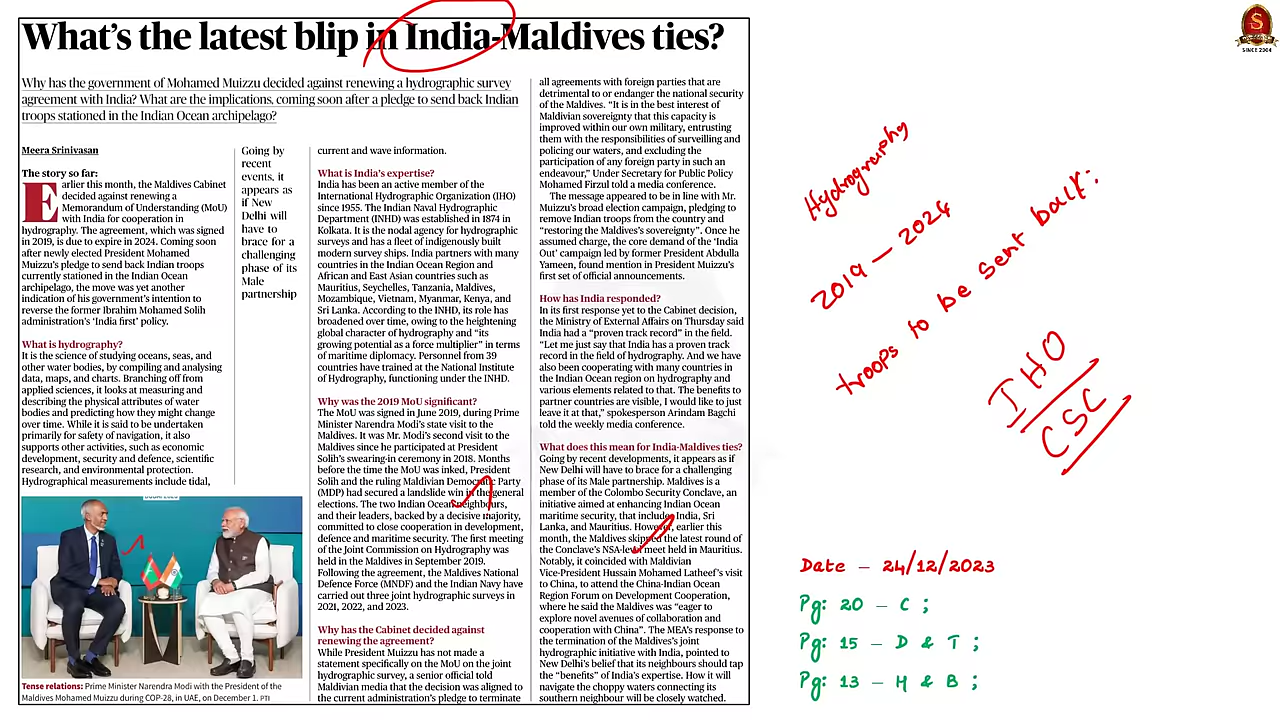 What's the latest blip in India-Maldives ties?
Why has the government of Mohamed Muizzu decided against renewing a hydrographic survey
agreement with India? What are the implications, coming soon after a pledge to send back Indian
troops stationed in the Indian Ocean archipelago?
Meera Srinivasan
The story so far:
Earlier this month, the Maldives Cabinet
decided against renewing a
Memorandum of Understanding (MoU)
with India for cooperation in
hydrography. The agreement, which was signed
in 2019, is due to expire in 2024. Coming soon
after newly elected President Mohamed
Muizzu's pledge to send back Indian troops
currently stationed in the Indian Ocean
archipelago, the move was yet another
indication of his government's intention to
reverse the former Ibrahim Mohamed Solih
administration's 'India first' policy.
What is hydrography?
It is the science of studying oceans, seas, and
other water bodies, by compiling and analysing
data, maps, and charts. Branching off from
applied sciences, it looks at measuring and
describing the physical attributes of water
bodies and predicting how they might change
over time. While it is said to be undertaken
primarily for safety of navigation, it also
supports other activities, such as economic
development, security and defence, scientific
research, and environmental protection.
Hydrographical measurements include tidal,
Going by
recent
events, it
appears as
if New
Delhi will
have to
brace for a
challenging
phase of its
Male
partnership
Tense relations: Prime Minister Narendra Modi with the President of the
Maldives Mohamed Muizzu during COP-28, in UAE, on December 1. PTI
current and wave information.
What is India's expertise?
India has been an active member of the
International Hydrographic Organization (IHO)
since 1955. The Indian Naval Hydrographic
Department (INHD) was established in 1874 in
Kolkata. It is the nodal agency for hydrographic
surveys and has a fleet of indigenously built
modern survey ships. India partners with many
countries in the Indian Ocean Region and
African and East Asian countries such as
Mauritius, Seychelles, Tanzania, Maldives,
Mozambique, Vietnam, Myanmar, Kenya, and
Sri Lanka. According to the INHD, its role has
broadened over time, owing to the heightening
global character of hydrography and "its
growing potential as a force multiplier" in terms
of maritime diplomacy. Personnel from 39
countries have trained at the National Institute
of Hydrography, functioning under the INHD.
Why was the 2019 MoU significant?
The MoU was signed in June 2019, during Prime
Minister Narendra Modi's state visit to the
Maldives. It was Mr. Modi's second visit to the
Maldives since he participated at President
Solih's swearing-in ceremony in 2018. Months
before the time the MoU was inked, President
Solih and the ruling Maldivian Democratic Party
(MDP) had secured a landslide win in the general
elections. The two Indian Ocean neighbours,
and their leaders, backed by a decisive majority,
committed to close cooperation in development,
defence and maritime security. The first meeting
of the Joint Commission on Hydrography was
held in the Maldives in September 2019.
Following the agreement, the Maldives National
Defence Force (MNDF) and the Indian Navy have
carried out three joint hydrographic surveys in
2021, 2022, and 2023.
Why has the Cabinet decided against
renewing the agreement?
While President Muizzu has not made a
statement specifically on the MoU on the joint
hydrographic survey, a senior official told
Maldivian media that the decision was aligned to
the current administration's pledge to terminate
all agreements with foreign parties that are
detrimental to or endanger the national security
of the Maldives. "It is in the best interest of
Maldivian sovereignty that this capacity is
improved within our own military, entrusting
them with the responsibilities of surveilling and
policing our waters, and excluding the
participation of any foreign party in such an
endeavour," Under Secretary for Public Policy
Mohamed Firzul told a media conference.
The message appeared to be in line with Mr.
Muizzu's broad election campaign, pledging to
remove Indian troops from the country and
"restoring the Maldives's sovereignty". Once he
assumed charge, the core demand of the 'India
Out' campaign led by former President Abdulla
Yameen, found mention in President Muizzu's
first set of official announcements.
How has India responded?
In its first response yet to the Cabinet decision,
the Ministry of External Affairs on Thursday said
India had a "proven track record" in the field.
"Let me just say that India has a proven track
record in the field of hydrography. And we have
also been cooperating with many countries in
the Indian Ocean region on hydrography and
various elements related to that. The benefits to
partner countries are visible, I would like to just
leave it at that," spokesperson Arindam Bagchi
told the weekly media conference.
What does this mean for India-Maldives ties?
Going by recent developments, it appears as if
New Delhi will have to brace for a challenging
phase of its Male partnership. Maldives is a
member of the Colombo Security Conclave, an
initiative aimed at enhancing Indian Ocean
maritime security, that includes India, Sri
Lanka, and Mauritius. However, earlier this
month, the Maldives skipped the latest round of
the Conclave's NSA-level meet held in Mauritius.
Notably, it coincided with Maldivian
Vice-President Hussain Mohamed Latheef's visit
to China, to attend the China-Indian Ocean
Region Forum on Development Cooperation,
where he said the Maldives was "eager to
explore novel avenues of collaboration and
cooperation with China". The MEA's response to
the termination of the Maldives's joint
hydrographic initiative with India, pointed to
New Delhi's belief that its neighbours should tap
the "benefits" of India's expertise. How it will
navigate the choppy waters connecting its
southern neighbour will be closely watched.
Hydrography
2019 — 2024
troops to be sent back:
IHO
CSC
Date – 24/12/2023
Pg: 20 – C ;
Pg: 15 – D & T ;
Pg: 13 – H & B ;
S
SINCE 2004